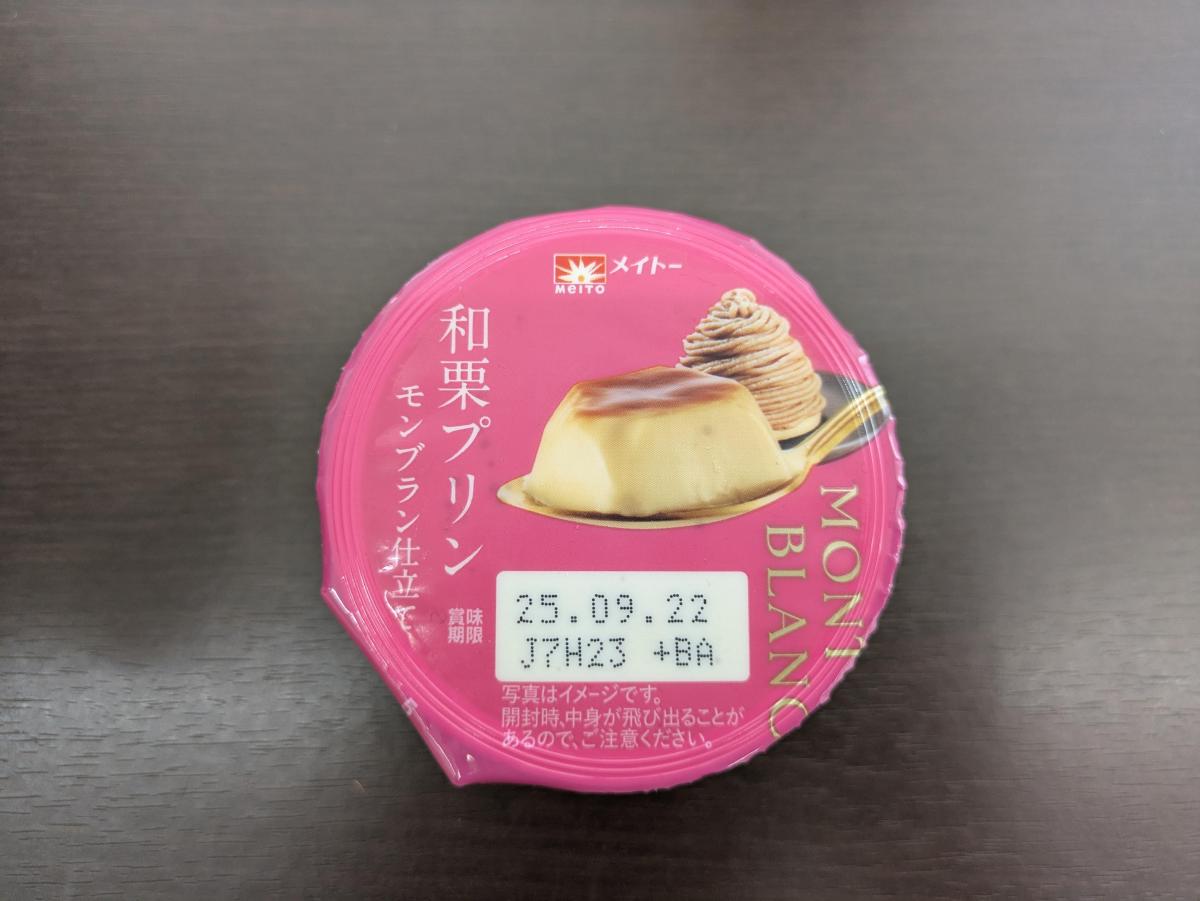 MEITO
メイトー
和栗プリン
モンブラン仕立て
MONT
BLANC
賞味
期限
25.09.22
J7H23 +BA
写真はイメージです。
開封時、中身が飛び出ることが
あるので、ご注意ください。